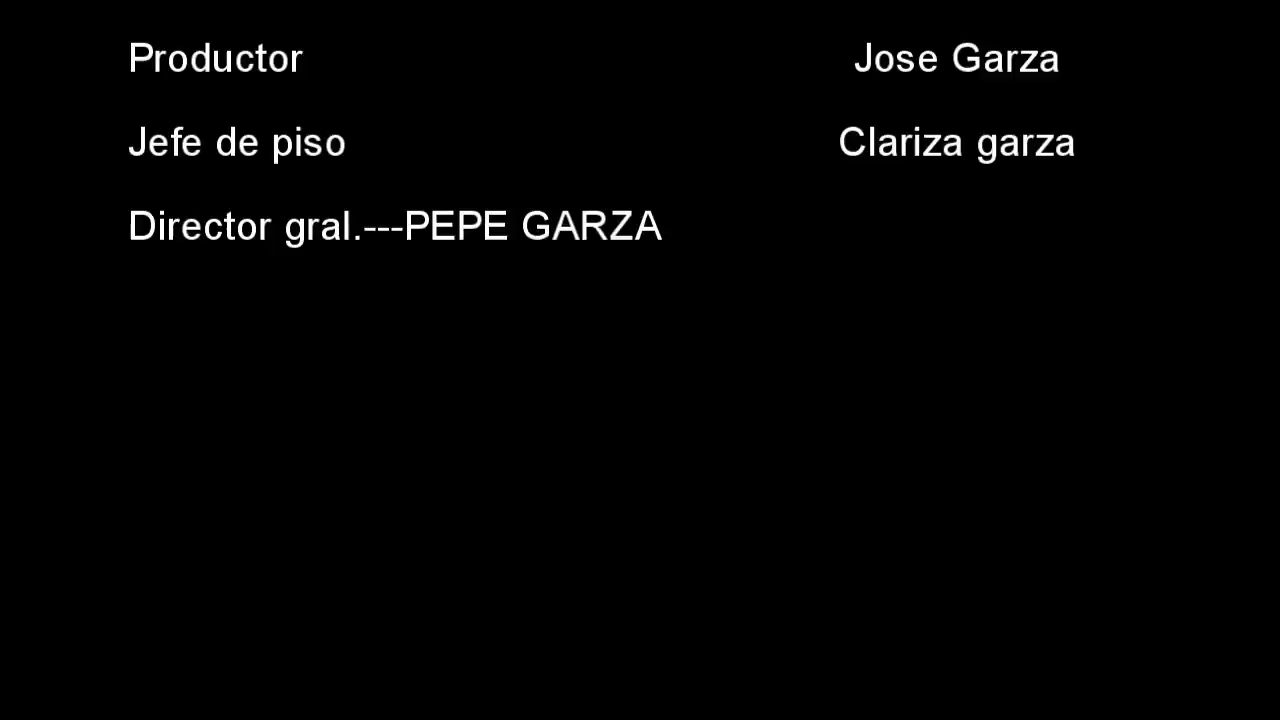 Productor Jose Garza
Jefe de piso Clariza garza
Director gral.---PEPE GARZA